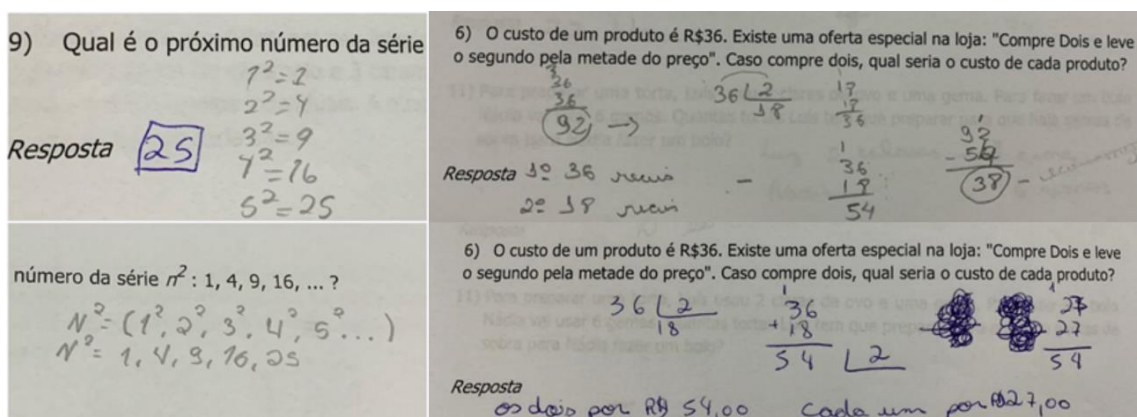 9) Qual é o próximo número da série
1²=1
2²=4
3²=9
4²=16
5²=25
Resposta 25
número da série n² : 1, 4, 9, 16, ... ?
N²=(1², 2², 3², 4², 5² ...)
N²= 1, 4, 9, 16, 25
6) O custo de um produto é R$36. Existe uma oferta especial na loja: "Compre Dois e leve
o segundo pela metade do preço". Caso compre dois, qual seria o custo de cada produto?
36
36
92 →
36 2
18
36
1
36
18
54
92
38
Resposta 1º 36 reais
2º 18 reais
6) O custo de um produto é R$36. Existe uma oferta especial na loja: "Compre Dois e leve
o segundo pela metade do preço". Caso compre dois, qual seria o custo de cada produto?
36 2
18
1
36
+18
54 2
1
27
27
54
Resposta
os dois por R$ 54,00 Cada um por R$27,00